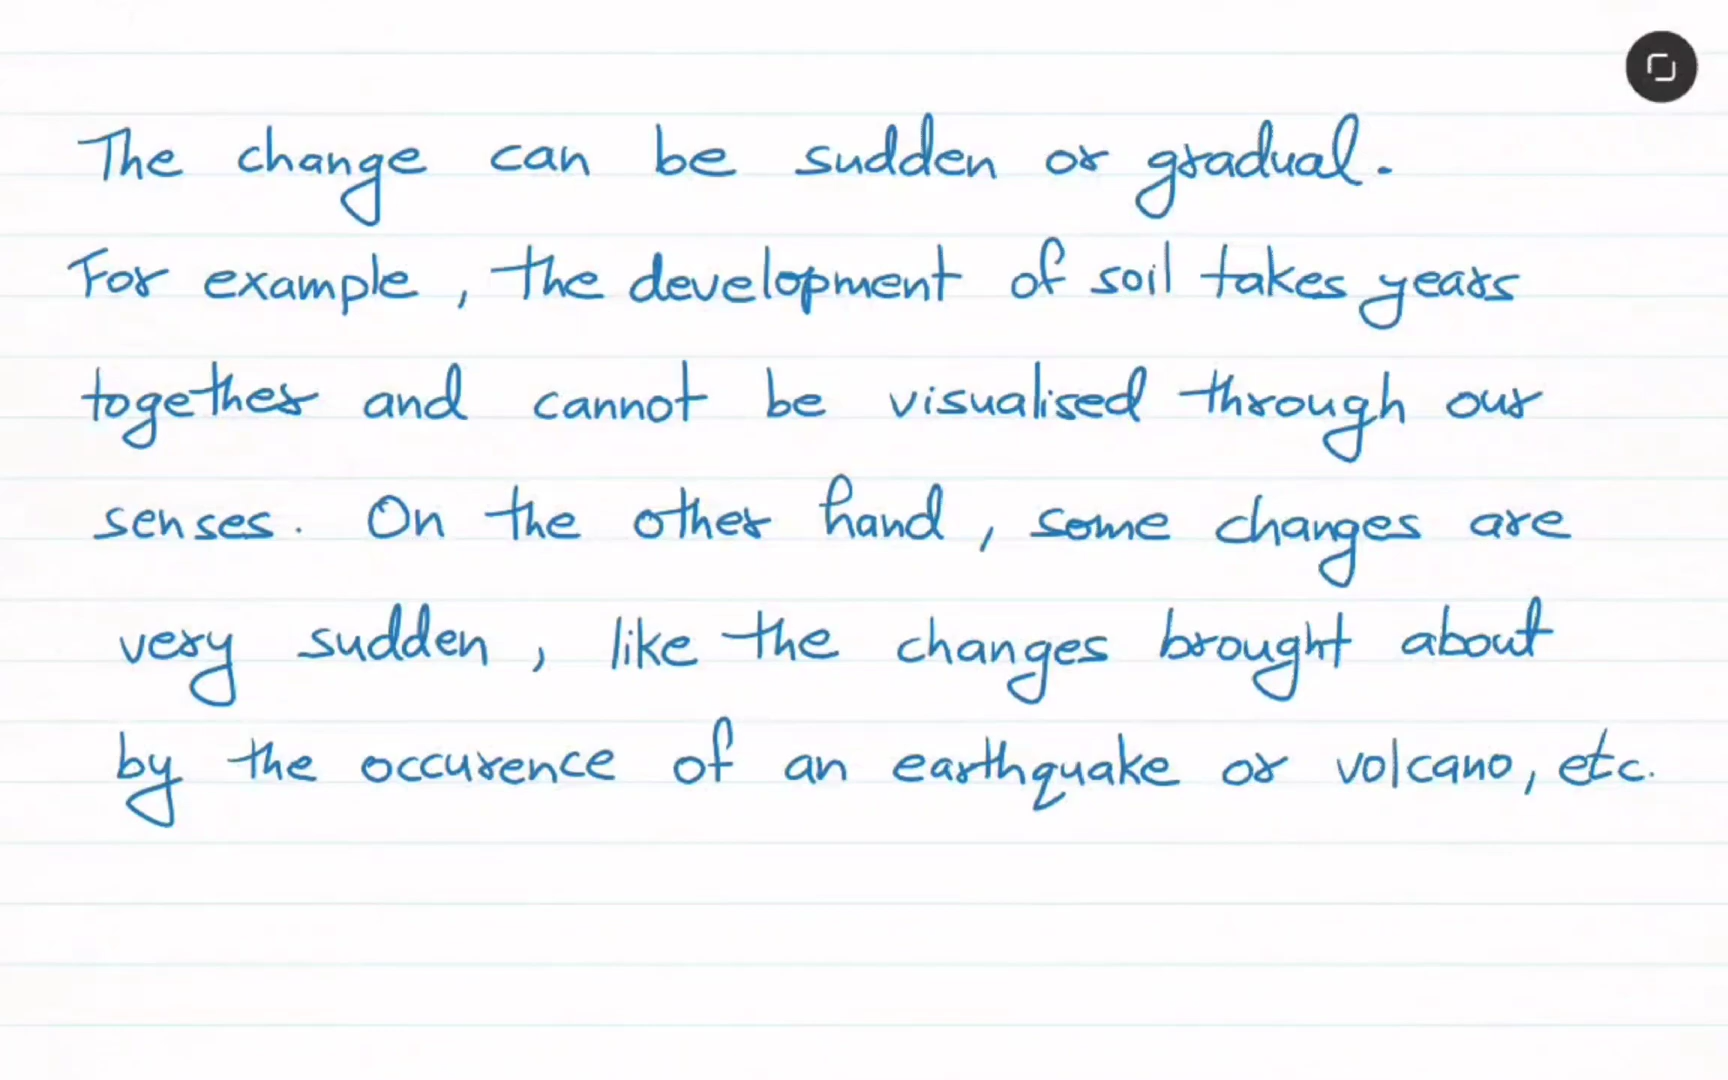 The change can be sudden or gradual.
For example, the development of soil takes years
together and cannot be visualised through our
senses. On the other hand, some changes are
very sudden, like the changes brought about
by the occurence of an earthquake or volcano, etc.